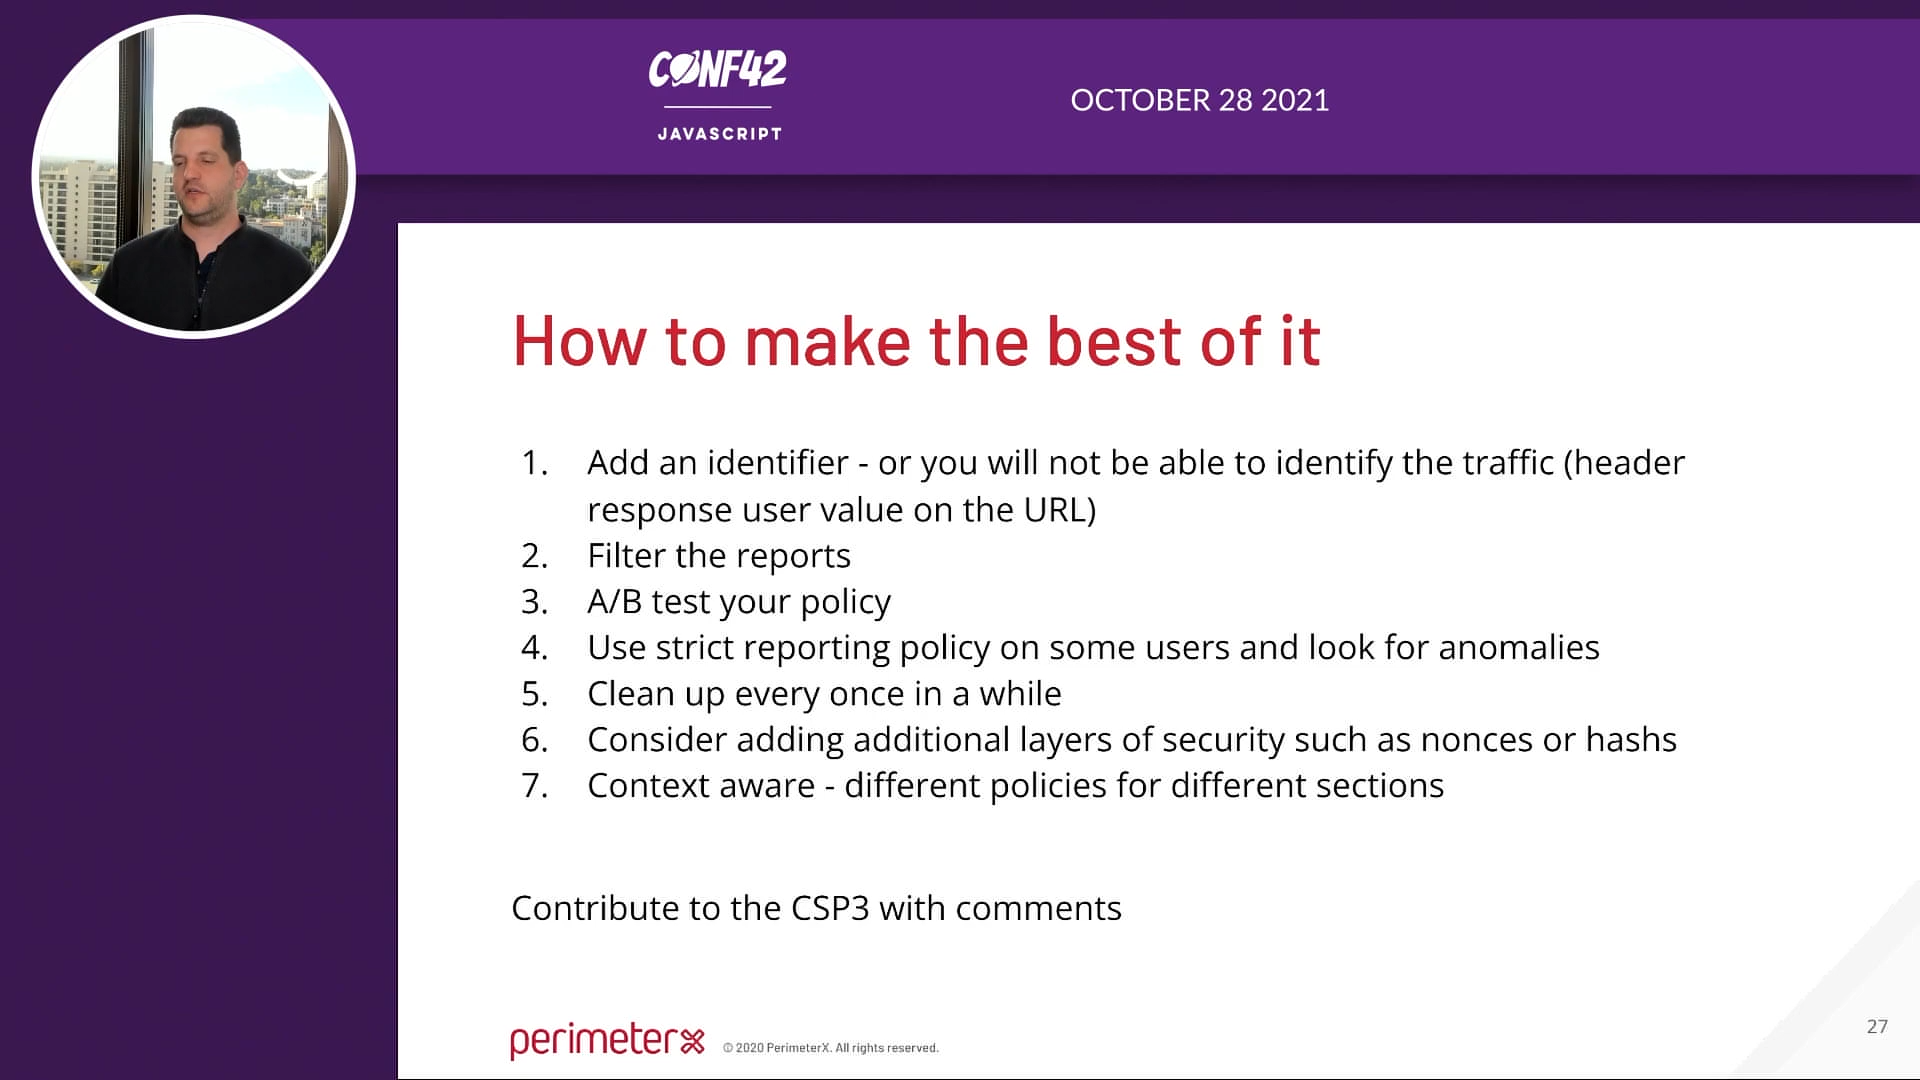 CONF42
JAVASCRIPT
OCTOBER 28 2021
How to make the best of it
1. Add an identifier - or you will not be able to identify the traffic (header
response user value on the URL)
2. Filter the reports
3. A/B test your policy
4. Use strict reporting policy on some users and look for anomalies
5. Clean up every once in a while
6. Consider adding additional layers of security such as nonces or hashs
7. Context aware - different policies for different sections
Contribute to the CSP3 with comments
perimeterx
© 2020 PerimeterX. All rights reserved.
27